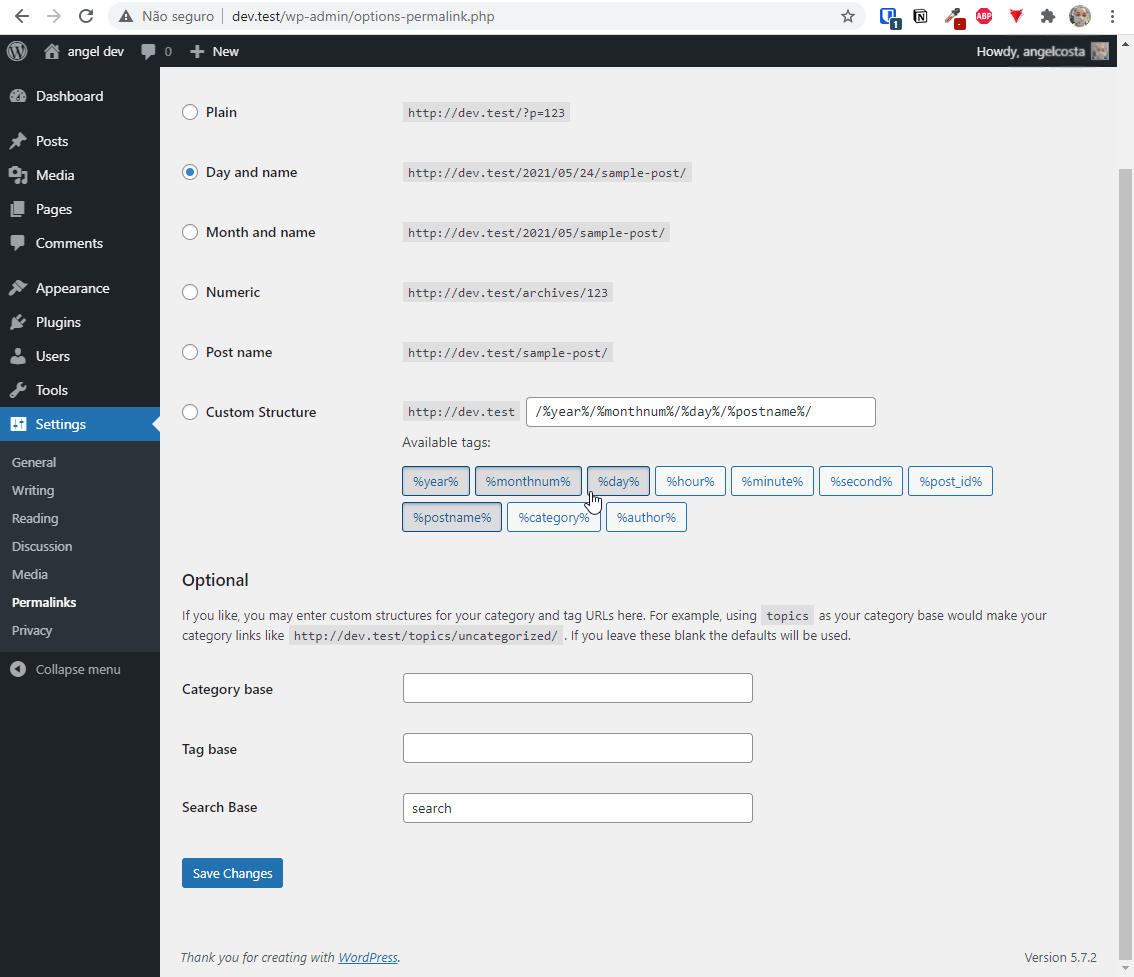 Não seguro dev.test/wp-admin/options-permalink.php 1 ABP
angel dev 0 New Howdy, angelcosta
Dashboard
Posts
Media
Pages
Comments
Appearance
Plugins
Users
Tools
Settings
General
Writing
Reading
Discussion
Media
Permalinks
Privacy
Collapse menu
Plain http://dev.test/?p=123
Day and name http://dev.test/2021/05/24/sample-post/
Month and name http://dev.test/2021/05/sample-post/
Numeric http://dev.test/archives/123
Post name http://dev.test/sample-post/
Custom Structure http://dev.test /%year%/%monthnum%/%day%/%postname%/
Available tags:
%year% %monthnum% %day% %hour% %minute% %second% %post_id%
%postname% %category% %author%
Optional
If you like, you may enter custom structures for your category and tag URLs here. For example, using topics as your category base would make your
category links like http://dev.test/topics/uncategorized/ . If you leave these blank the defaults will be used.
Category base
Tag base
Search Base search
Save Changes
Thank you for creating with WordPress. Version 5.7.2